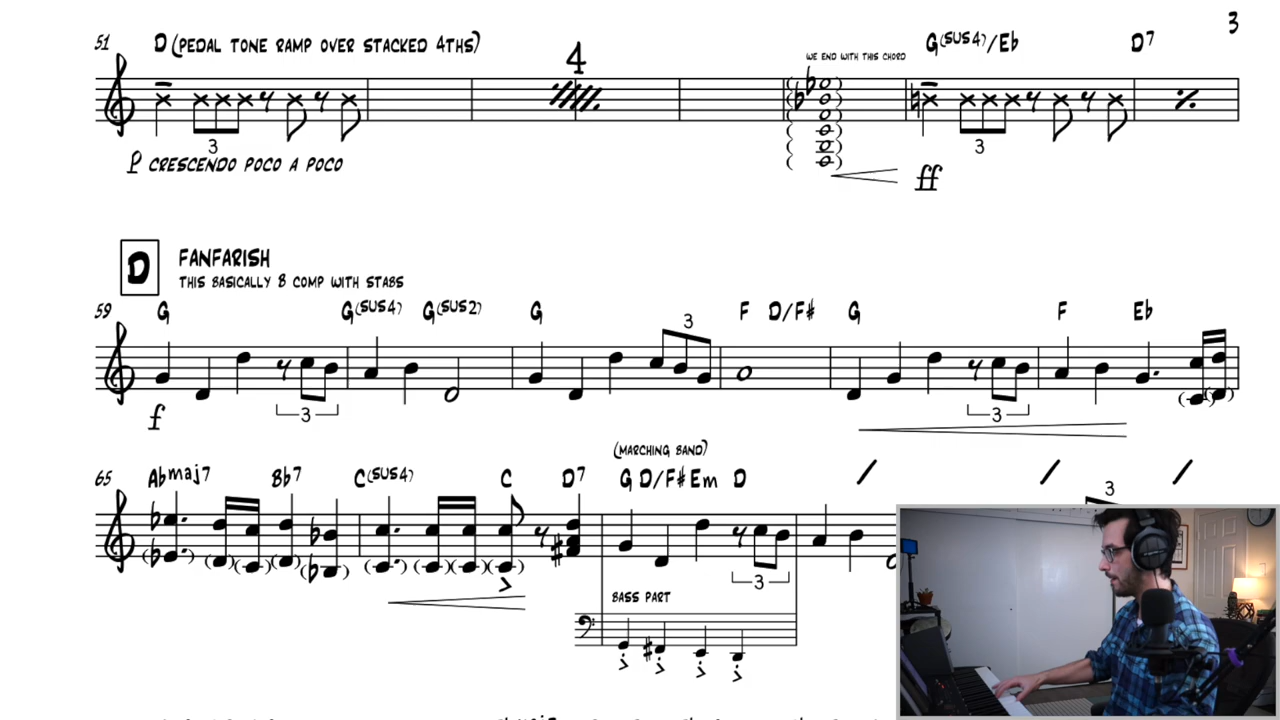 3
51 D (PEDAL TONE RAMP OVER STACKED 4THS) 4 WE END WITH THIS CHORD G(SUS4)/Eb D7
3 3
P CRESCENDO POCO A POCO ff
D FANFARISH
THIS BASICALLY B COMP WITH STABS
59 G G(SUS4) G(SUS2) G F D/F# G F Eb
3
3 3
f
(MARCHING BAND)
65 Abmaj7 Bb7 C(SUS4) C D7 G D/F# Em D
3
3
BASS PART